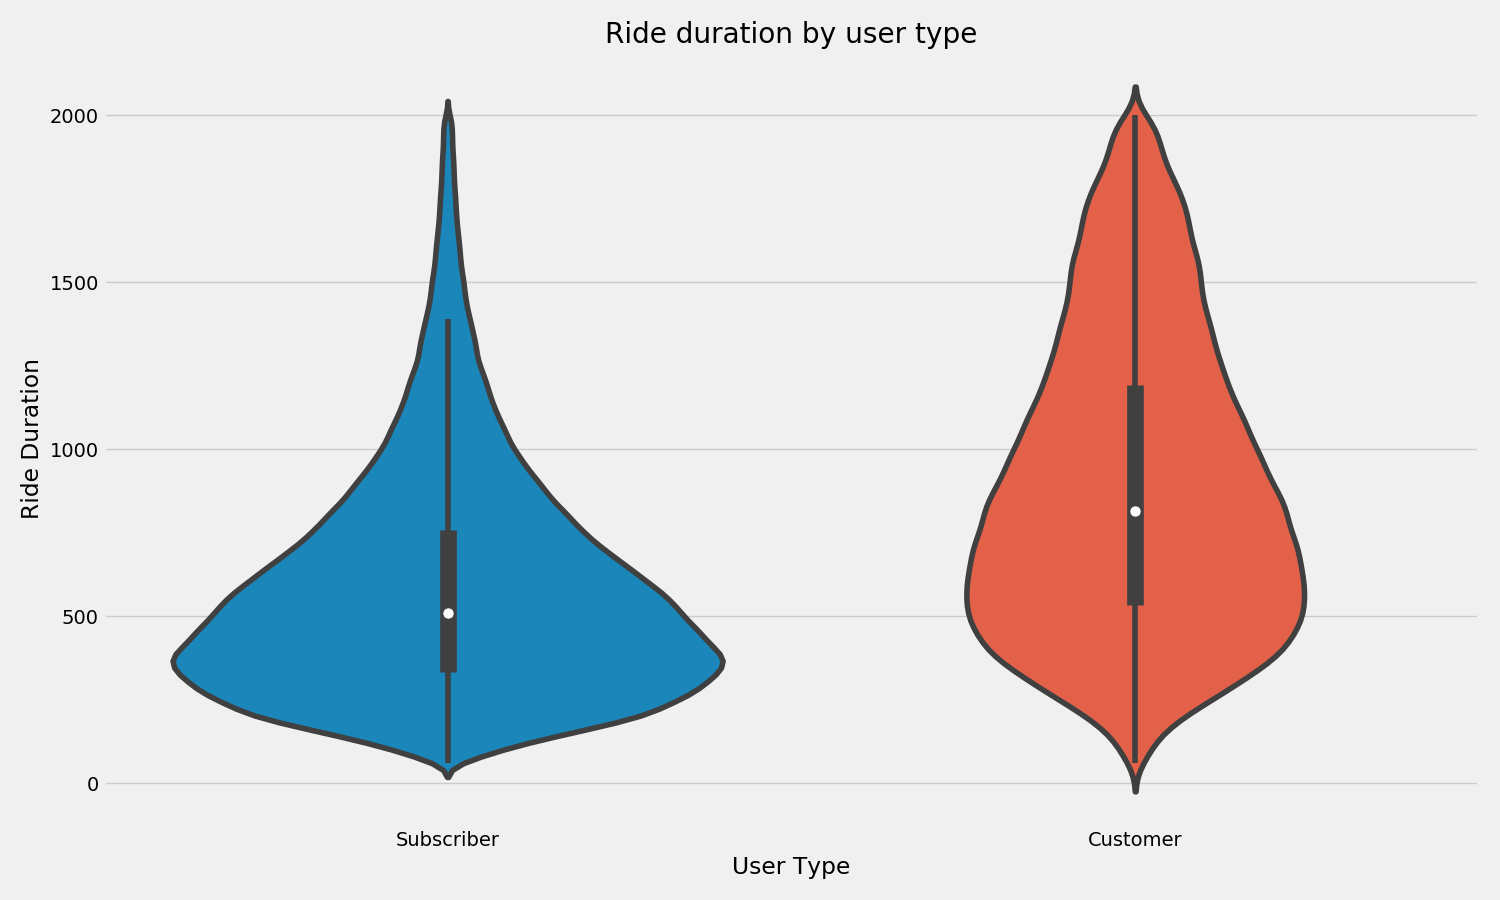 Ride duration by user type
Ride Duration
2000
1500
1000
500
0
Subscriber
Customer
User Type